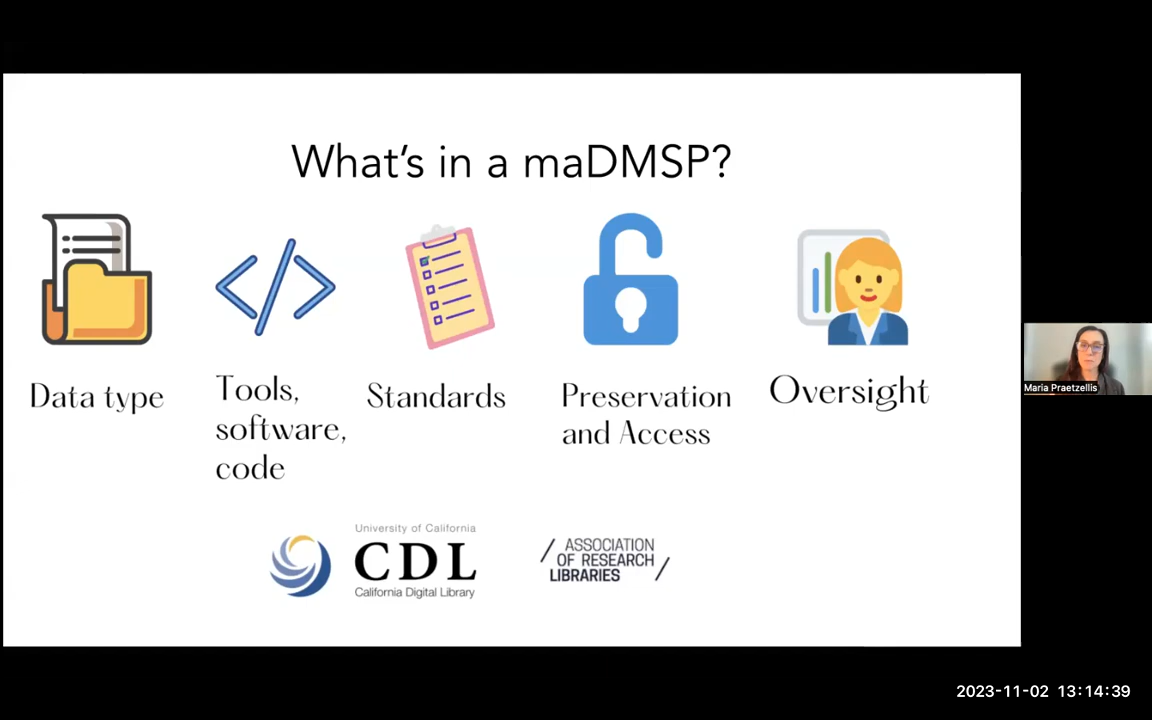 What's in a maDMSP?
Data type
Tools,
software,
code
Standards
Preservation
and Access
Oversight
University of California
CDL
California Digital Library
ASSOCIATION
OF RESEARCH
LIBRARIES
Maria Praetzellis
2023-11-02 13:14:39